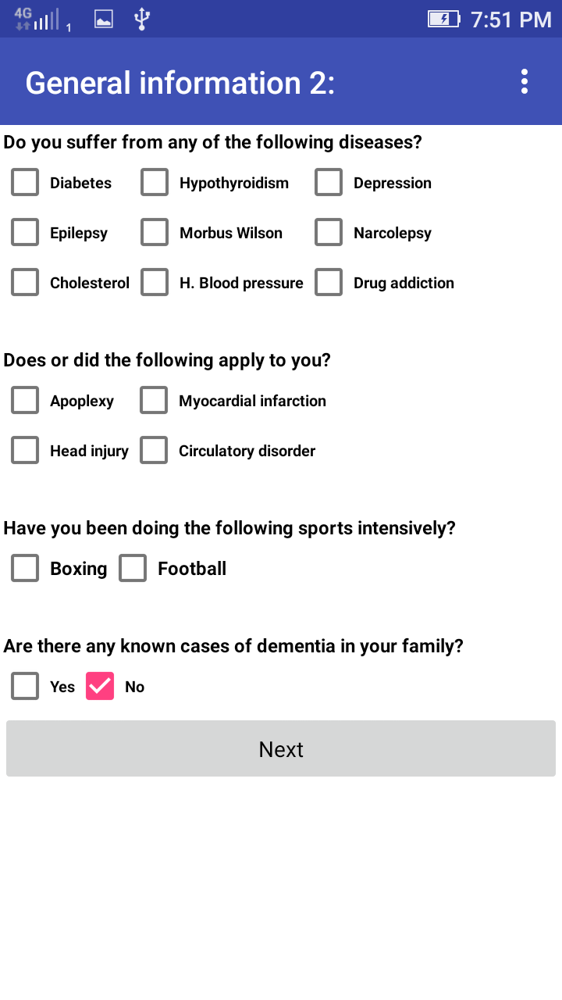 4G 1 7:51 PM
General information 2:
Do you suffer from any of the following diseases?
Diabetes Hypothyroidism Depression
Epilepsy Morbus Wilson Narcolepsy
Cholesterol H. Blood pressure Drug addiction
Does or did the following apply to you?
Apoplexy Myocardial infarction
Head injury Circulatory disorder
Have you been doing the following sports intensively?
Boxing Football
Are there any known cases of dementia in your family?
Yes No
Next